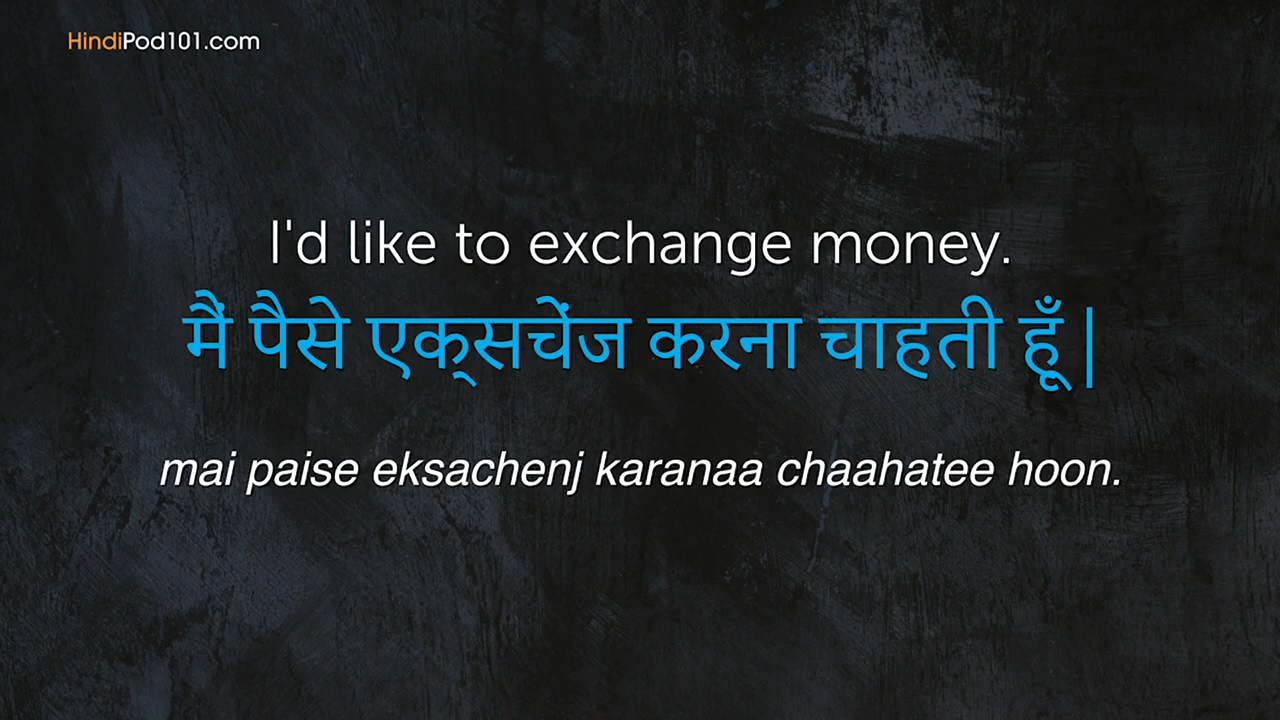 HindiPod101.com
I'd like to exchange money.
मैं पैसे एक्सचेंज करना चाहती हूँ|
mai paise eksachenj karanaa chaahatee hoon.